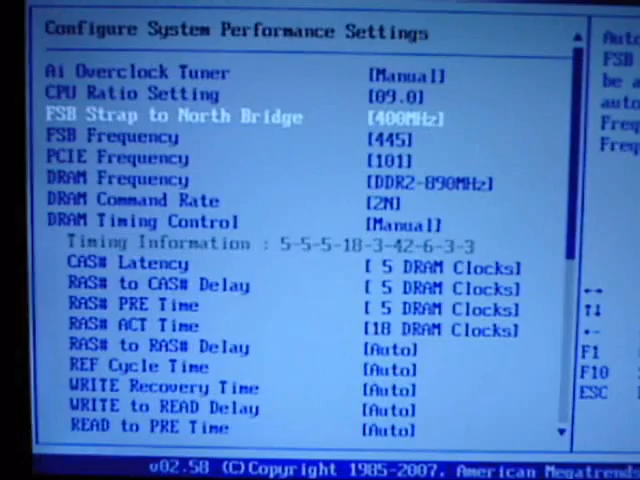 Configure System Performance Settings
Ai Overclock Tuner [Manual]
CPU Ratio Setting [09.0]
FSB Strap to North Bridge [400MHz]
FSB Frequency [445]
PCIE Frequency [101]
DRAM Frequency [DDR2-890MHz]
DRAM Command Rate [2N]
DRAM Timing Control [Manual]
Timing Information : 5-5-5-18-3-42-6-3-3
CAS# Latency [ 5 DRAM Clocks]
RAS# to CAS# Delay [ 5 DRAM Clocks]
RAS# PRE Time [ 5 DRAM Clocks]
RAS# ACT Time [18 DRAM Clocks]
RAS# to RAS# Delay [Auto]
REF Cycle Time [Auto]
WRITE Recovery Time [Auto]
WRITE to READ Delay [Auto]
READ to PRE Time [Auto]
Auto
FSB
be a
auto
Freq
Freq
↔
↑↓
+-
F1
F10
ESC
v02.58 (C)Copyright 1985-2007, American Megatrends